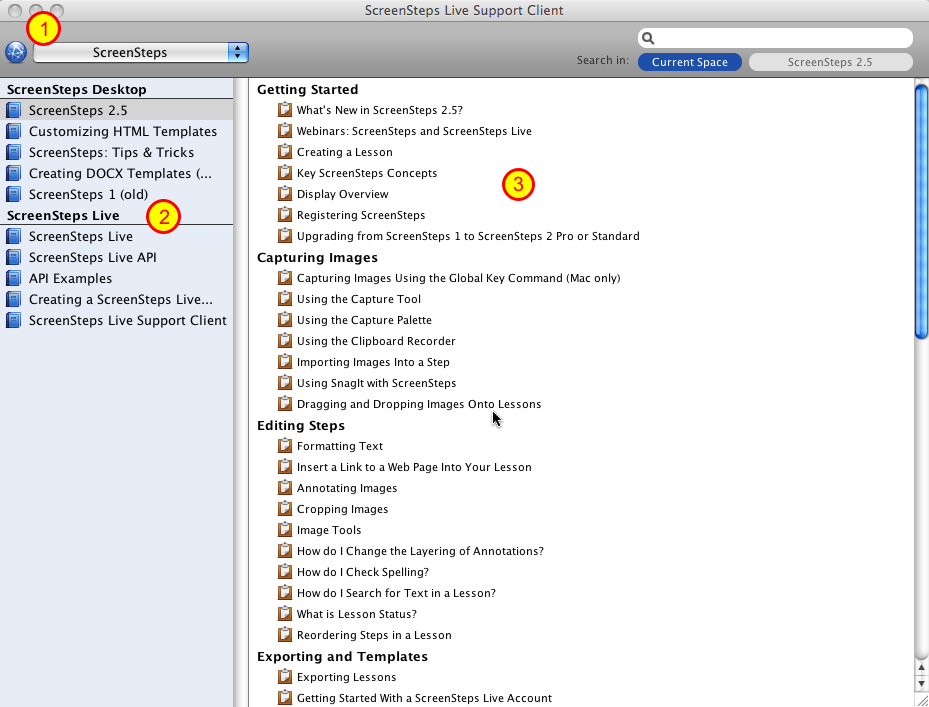 ScreenSteps Live Support Client
1
ScreenSteps
Search in: Current Space ScreenSteps 2.5
ScreenSteps Desktop
ScreenSteps 2.5
Customizing HTML Templates
ScreenSteps: Tips & Tricks
Creating DOCX Templates (...
ScreenSteps 1 (old)
ScreenSteps Live
2
ScreenSteps Live
ScreenSteps Live API
API Examples
Creating a ScreenSteps Live...
ScreenSteps Live Support Client
Getting Started
What's New in ScreenSteps 2.5?
Webinars: ScreenSteps and ScreenSteps Live
Creating a Lesson
Key ScreenSteps Concepts
3
Display Overview
Registering ScreenSteps
Upgrading from ScreenSteps 1 to ScreenSteps 2 Pro or Standard
Capturing Images
Capturing Images Using the Global Key Command (Mac only)
Using the Capture Tool
Using the Capture Palette
Using the Clipboard Recorder
Importing Images Into a Step
Using SnagIt with ScreenSteps
Dragging and Dropping Images Onto Lessons
Editing Steps
Formatting Text
Insert a Link to a Web Page Into Your Lesson
Annotating Images
Cropping Images
Image Tools
How do I Change the Layering of Annotations?
How do I Check Spelling?
How do I Search for Text in a Lesson?
What is Lesson Status?
Reordering Steps in a Lesson
Exporting and Templates
Exporting Lessons
Getting Started With a ScreenSteps Live Account